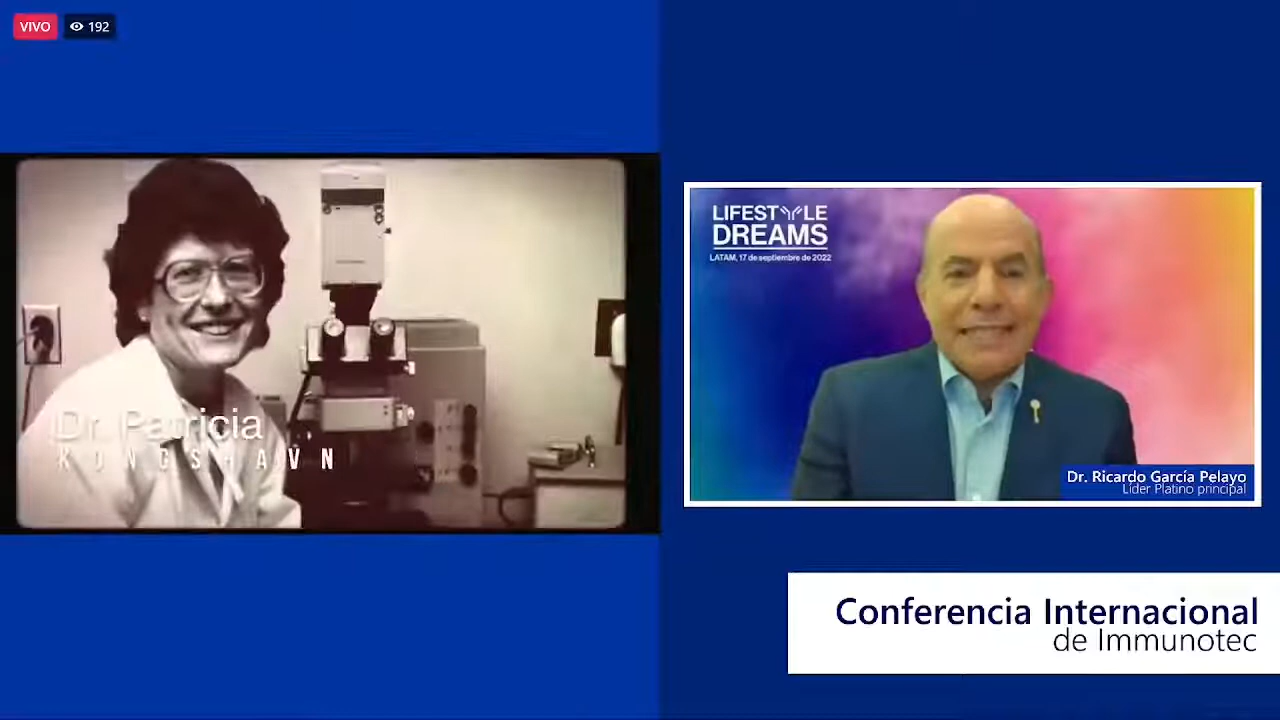 VIVO 192
Dr. Patricia
KONGSHAVN
LIFESTYLE
DREAMS
LATAM, 17 de septiembre de 2022
Dr. Ricardo García Pelayo
Líder Platino principal
Conferencia Internacional
de Immunotec